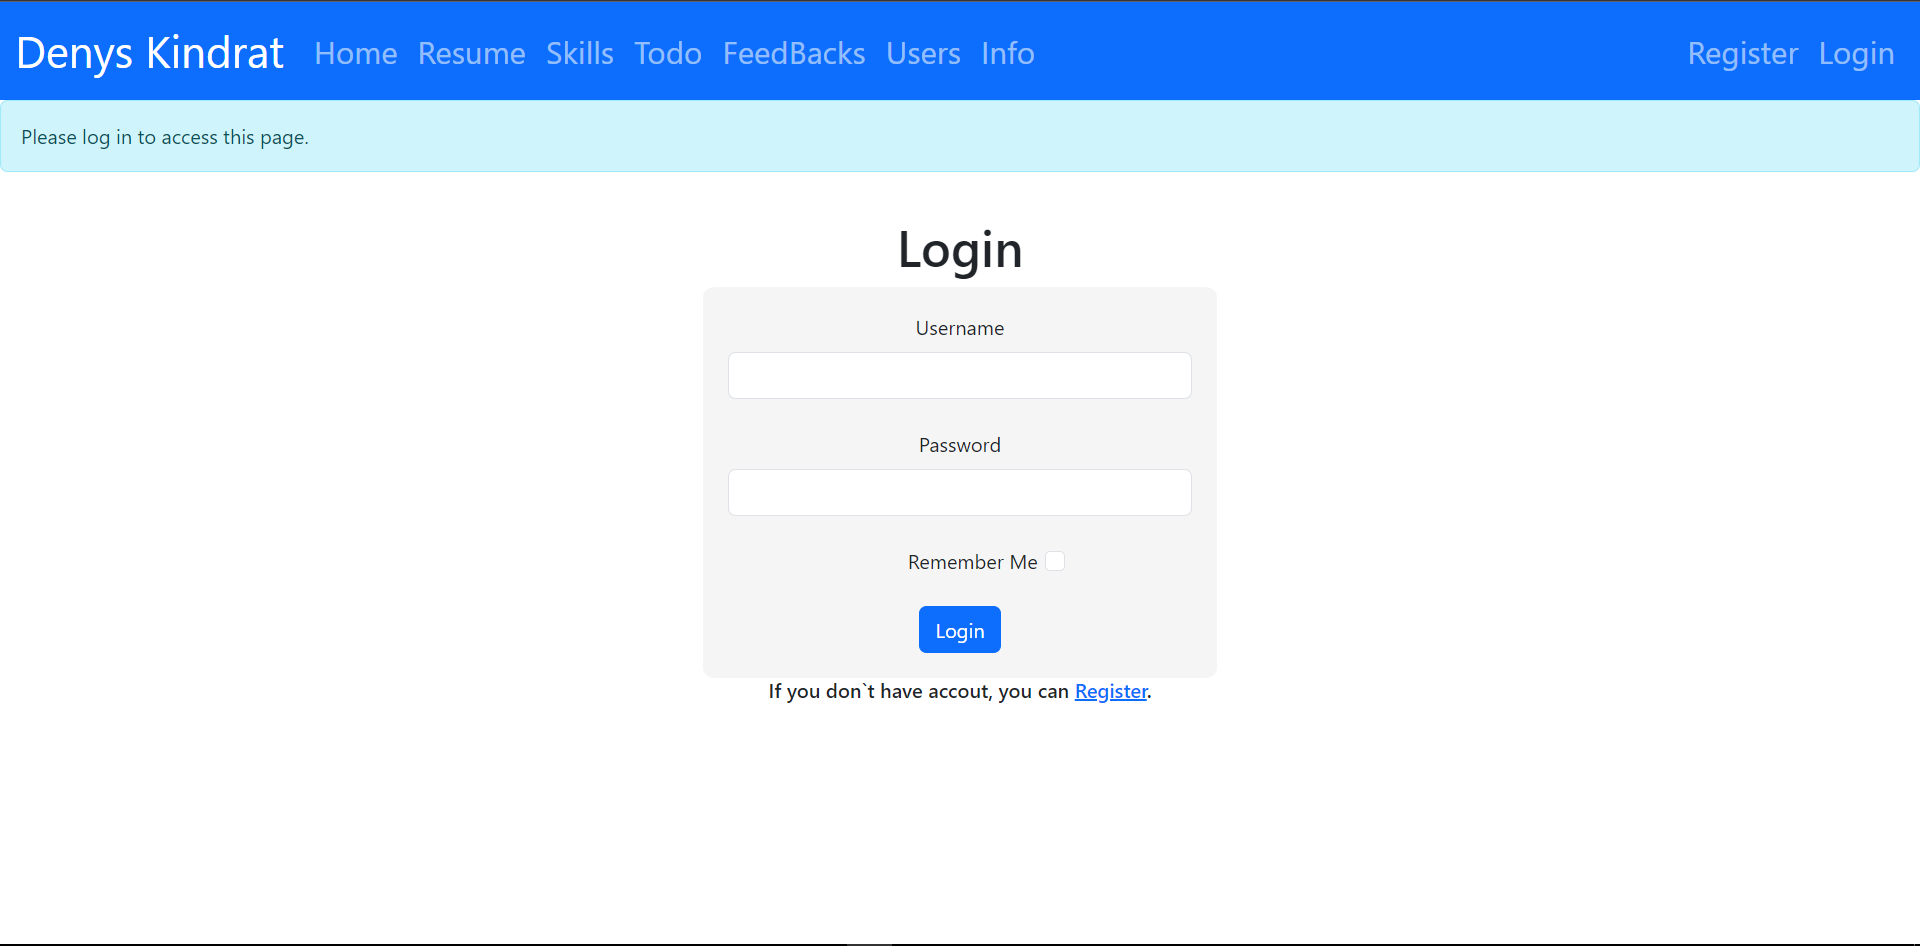 Denys Kindrat Home Resume Skills Todo FeedBacks Users Info Register Login
Please log in to access this page.
Login
Username
Password
Remember Me
Login
If you don`t have accout, you can Register.